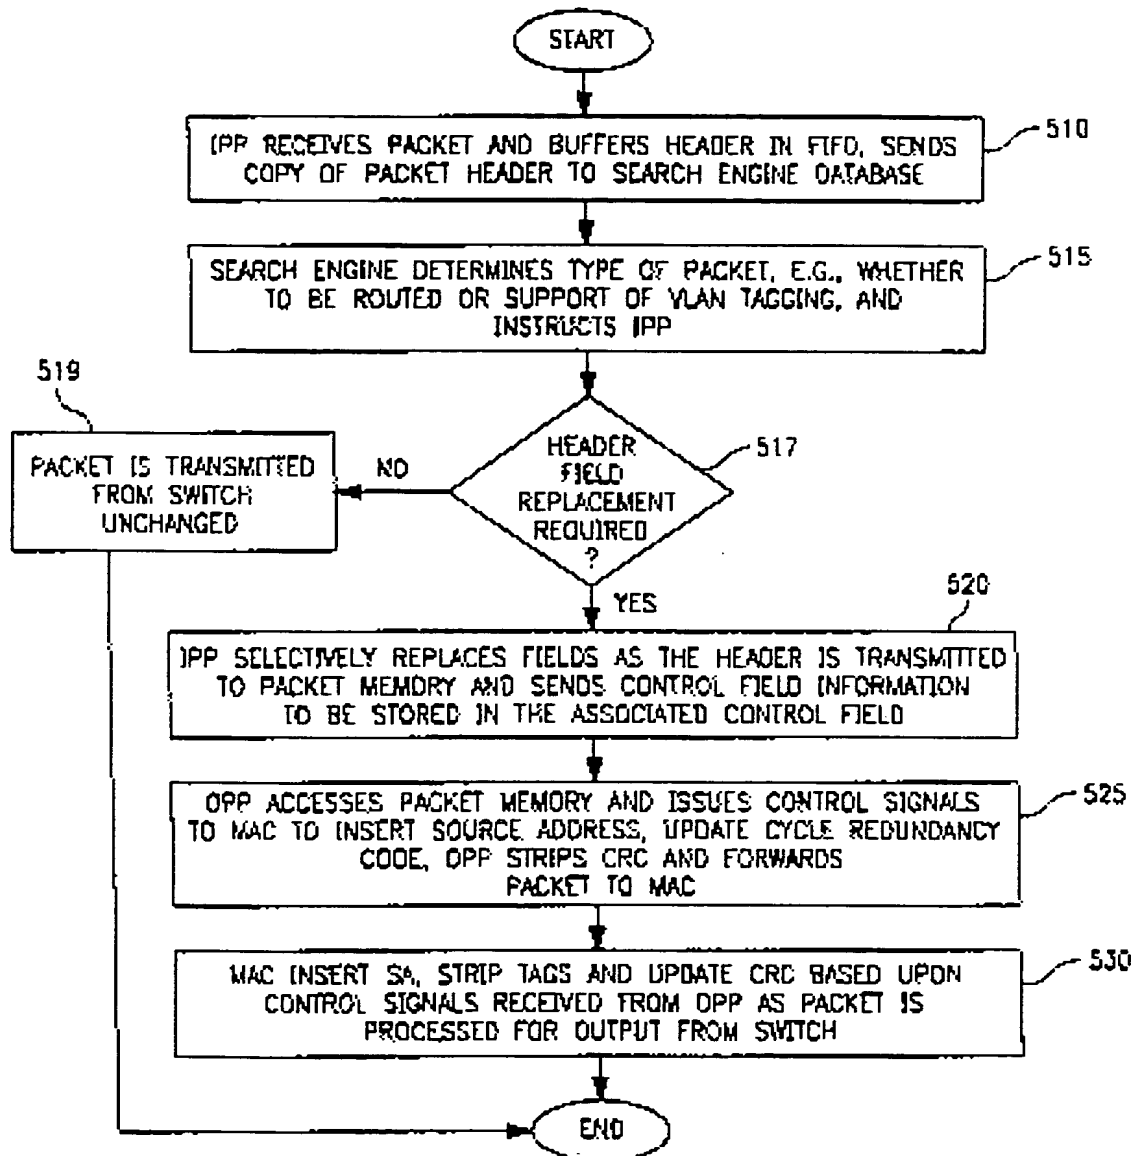 START
IPP RECEIVES PACKET AND BUFFERS HEADER IN FIFO, SENDS
COPY OF PACKET HEADER TO SEARCH ENGINE DATABASE
510
SEARCH ENGINE DETERMINES TYPE OF PACKET, E.G., WHETHER
TO BE ROUTED OR SUPPORT OF VLAN TAGGING, AND
INSTRUCTS IPP
515
519
PACKET IS TRANSMITTED
FROM SWITCH
UNCHANGED
NO
HEADER
FIELD
REPLACEMENT
REQUIRED
?
517
YES
520
IPP SELECTIVELY REPLACES FIELDS AS THE HEADER IS TRANSMITTED
TO PACKET MEMORY AND SENDS CONTROL FIELD INFORMATION
TO BE STORED IN THE ASSOCIATED CONTROL FIELD
OPP ACCESSES PACKET MEMORY AND ISSUES CONTROL SIGNALS
TO MAC TO INSERT SOURCE ADDRESS, UPDATE CYCLE REDUNDANCY
CODE, OPP STRIPS CRC AND FORWARDS
PACKET TO MAC
525
MAC INSERT SA, STRIP TAGS AND UPDATE CRC BASED UPON
CONTROL SIGNALS RECEIVED FROM OPP AS PACKET IS
PROCESSED FOR OUTPUT FROM SWITCH
530
END